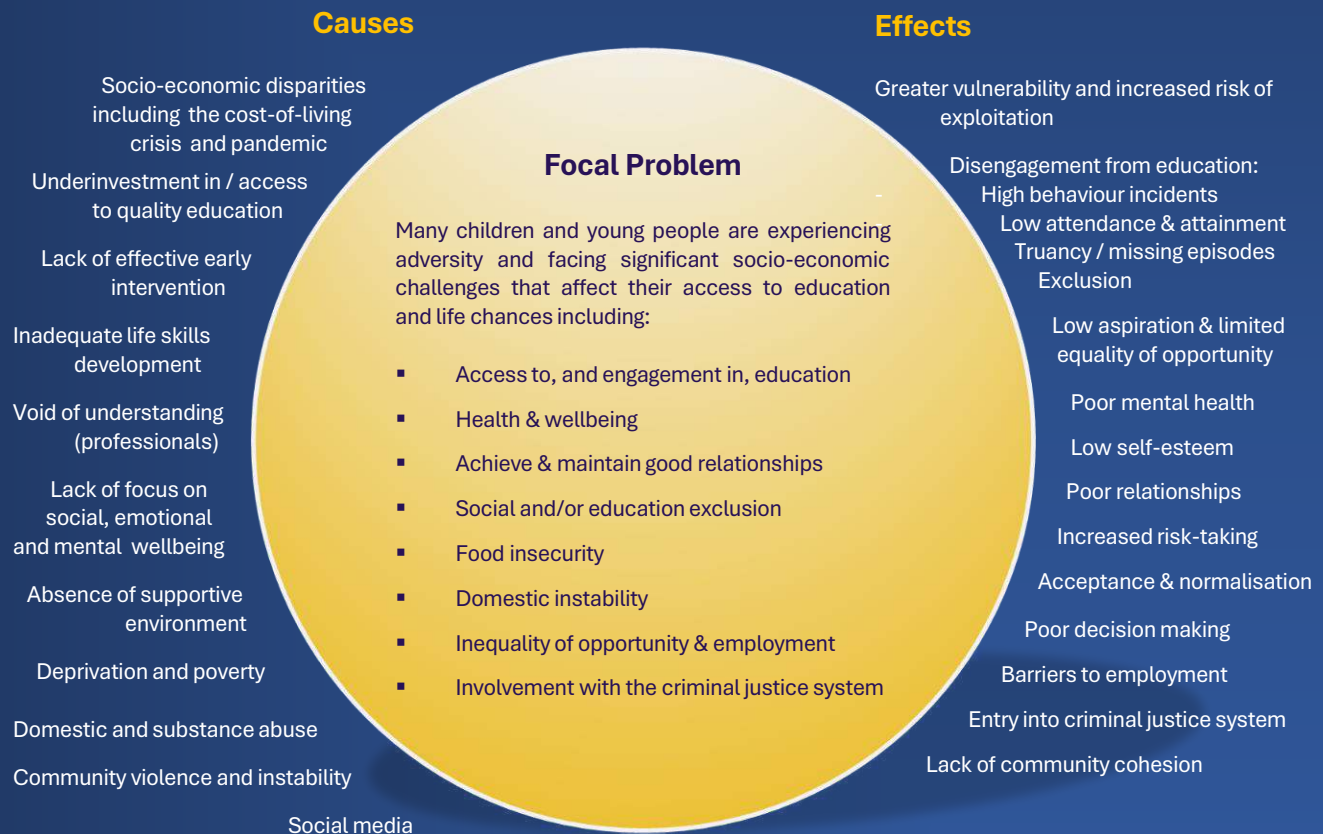 Causes
Socio-economic disparities
including the cost-of-living
crisis and pandemic
Underinvestment in / access
to quality education
Lack of effective early
intervention
Inadequate life skills
development
Void of understanding
(professionals)
Lack of focus on
social, emotional
and mental wellbeing
Absence of supportive
environment
Deprivation and poverty
Domestic and substance abuse
Community violence and instability
Social media
Focal Problem
Many children and young people are experiencing
adversity and facing significant socio-economic
challenges that affect their access to education
and life chances including:
▪ Access to, and engagement in, education
▪ Health & wellbeing
▪ Achieve & maintain good relationships
▪ Social and/or education exclusion
▪ Food insecurity
▪ Domestic instability
▪ Inequality of opportunity & employment
▪ Involvement with the criminal justice system
Effects
Greater vulnerability and increased risk of
exploitation
Disengagement from education:
High behaviour incidents
Low attendance & attainment
Truancy / missing episodes
Exclusion
Low aspiration & limited
equality of opportunity
Poor mental health
Low self-esteem
Poor relationships
Increased risk-taking
Acceptance & normalisation
Poor decision making
Barriers to employment
Entry into criminal justice system
Lack of community cohesion